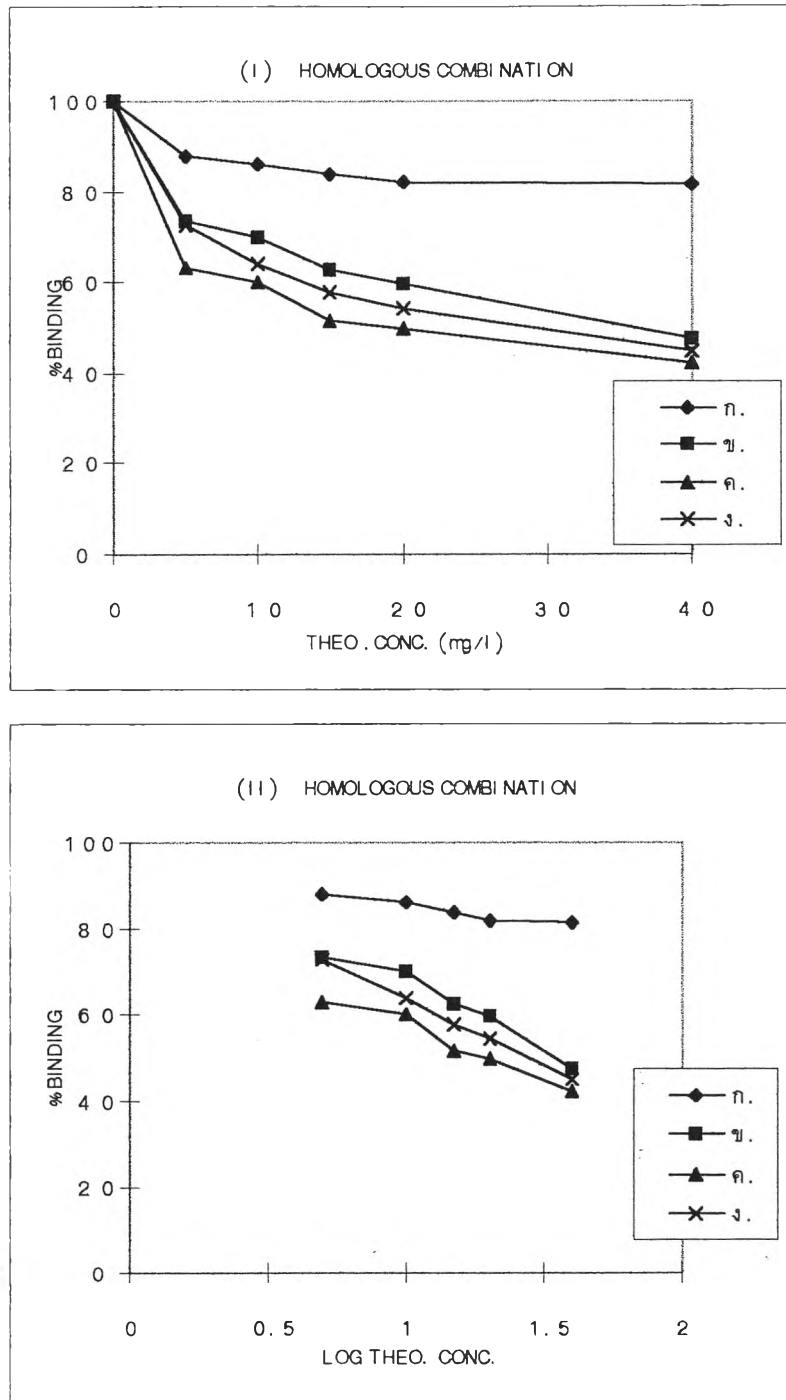 (I) HOMOLOGOUS COMBINATION
100
80
60
40
20
0
%BINDING
0 10 20 30 40
THEO. CONC. (mg/l)
ก.
ข.
ค.
ง.
(II) HOMOLOGOUS COMBINATION
100
80
60
40
20
0
%BINDING
0 0.5 1 1.5 2
LOG THEO. CONC.
ก.
ข.
ค.
ง.